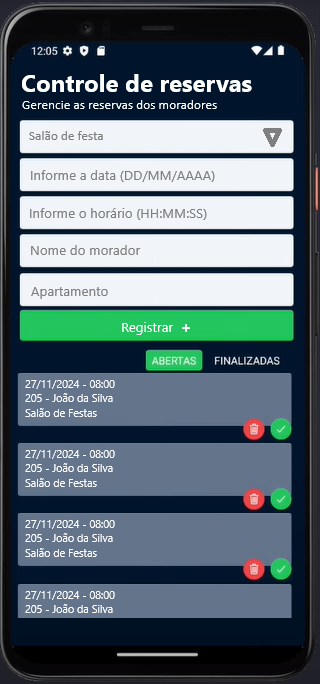 12:05
Controle de reservas
Gerencie as reservas dos moradores
Salão de festa
Informe a data (DD/MM/AAAA)
Informe o horário (HH:MM:SS)
Nome do morador
Apartamento
Registrar +
ABERTAS FINALIZADAS
27/11/2024 - 08:00
205 - João da Silva
Salão de Festas
27/11/2024 - 08:00
205 - João da Silva
Salão de Festas
27/11/2024 - 08:00
205 - João da Silva
Salão de Festas
27/11/2024 - 08:00
205 - João da Silva